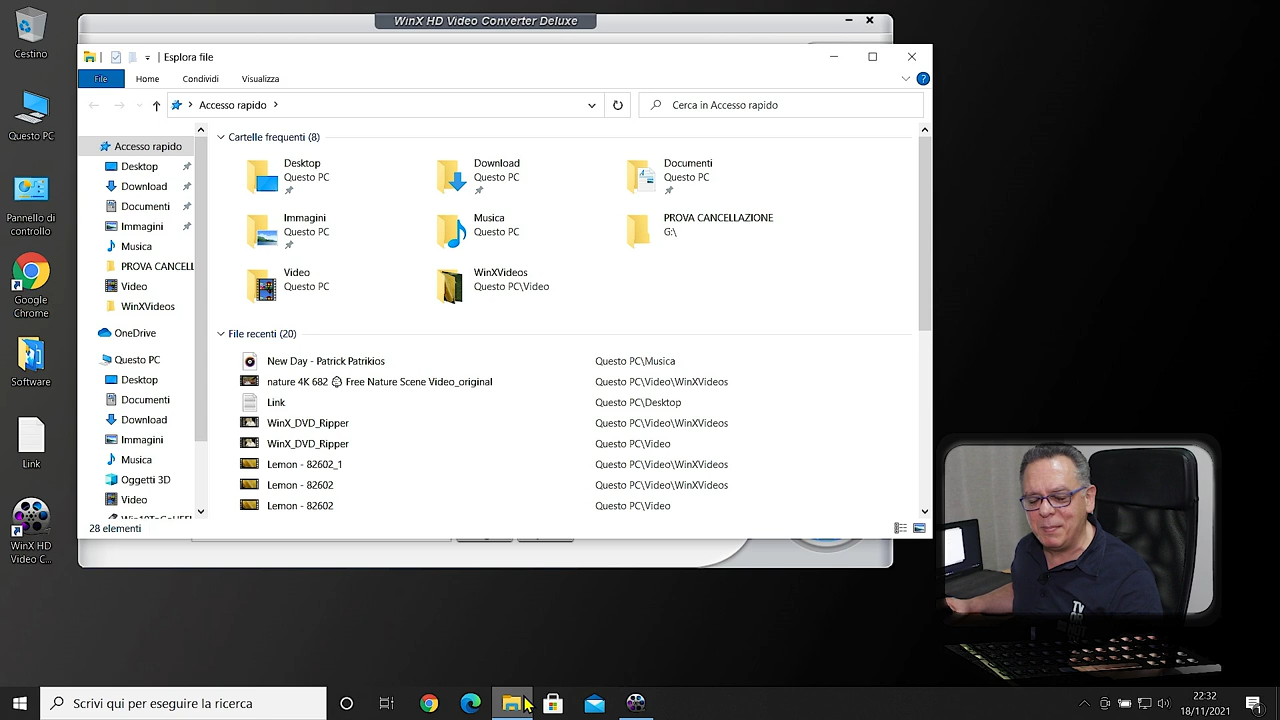 WinX HD Video Converter Deluxe
Cestino
Questo PC
Pannello di
controllo
Google
Chrome
Software
Link
WinX HD
Video C...
Esplora file
File
Home
Condividi
Visualizza
Accesso rapido
Cerca in Accesso rapido
Accesso rapido
Desktop
Download
Documenti
Immagini
Musica
PROVA CANCELL
Video
WinXVideos
OneDrive
Questo PC
Desktop
Documenti
Download
Immagini
Musica
Oggetti 3D
Video
Cartelle frequenti (8)
Desktop
Questo PC
Download
Questo PC
Documenti
Questo PC
Immagini
Questo PC
Musica
Questo PC
PROVA CANCELLAZIONE
G:\
Video
Questo PC
WinXVideos
Questo PC\Video
File recenti (20)
New Day - Patrick Patrikios Questo PC\Musica
nature 4K 682 Free Nature Scene Video_original Questo PC\Video\WinXVideos
Link Questo PC\Desktop
WinX_DVD_Ripper Questo PC\Video\WinXVideos
WinX_DVD_Ripper Questo PC\Video
Lemon - 82602_1 Questo PC\Video\WinXVideos
Lemon - 82602 Questo PC\Video\WinXVideos
Lemon - 82602 Questo PC\Video
28 elementi
Scrivi qui per eseguire la ricerca
22:32
18/11/2021